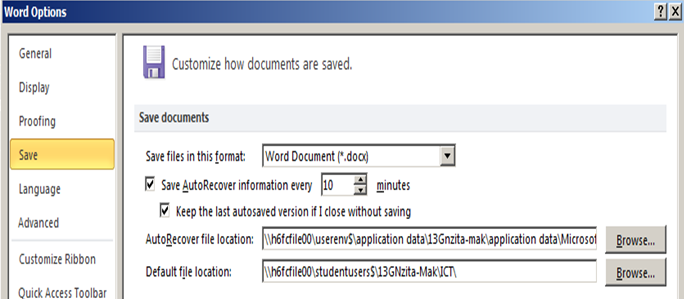 Word Options
General
Display
Proofing
Save
Language
Advanced
Customize Ribbon
Quick Access Toolbar
Customize how documents are saved.
Save documents
Save files in this format: Word Document (*.docx)
Save AutoRecover information every 10 minutes
Keep the last autosaved version if I close without saving
AutoRecover file location: \\h6fcfile00\userenv$\application data\13Gnzita-mak\application data\Microsof Browse...
Default file location: \\h6fcfile00\studentusers$\13GNzita-Mak\ICT\ Browse...